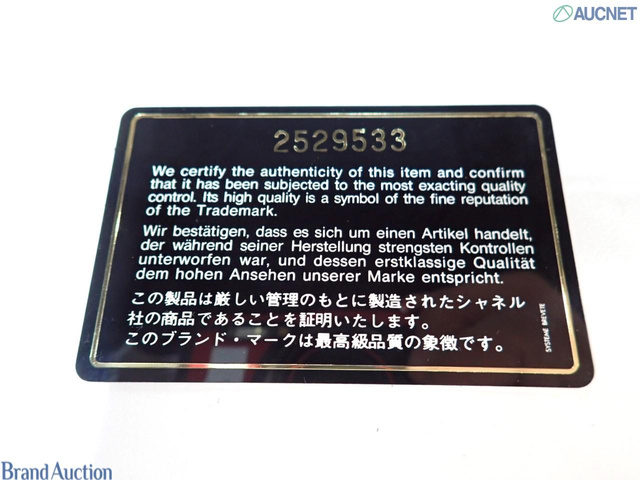 AUCNET
2529533
We certify the authenticity of this item and confirm
that it has been subjected to the most exacting quality
control. Its high quality is a symbol of the fine reputation
of the Trademark.
Wir bestätigen, dass es sich um einen Artikel handelt,
der während seiner Herstellung strengsten Kontrollen
unterworfen war, und dessen erstklassige Qualität
dem hohen Ansehen unserer Marke entspricht.
この製品は厳しい管理のもとに製造されたシャネル
社の商品であることを証明いたします。
このブランド・マークは最高級品質の象徴です。
SYSTEME BREVETE
Brand Auction